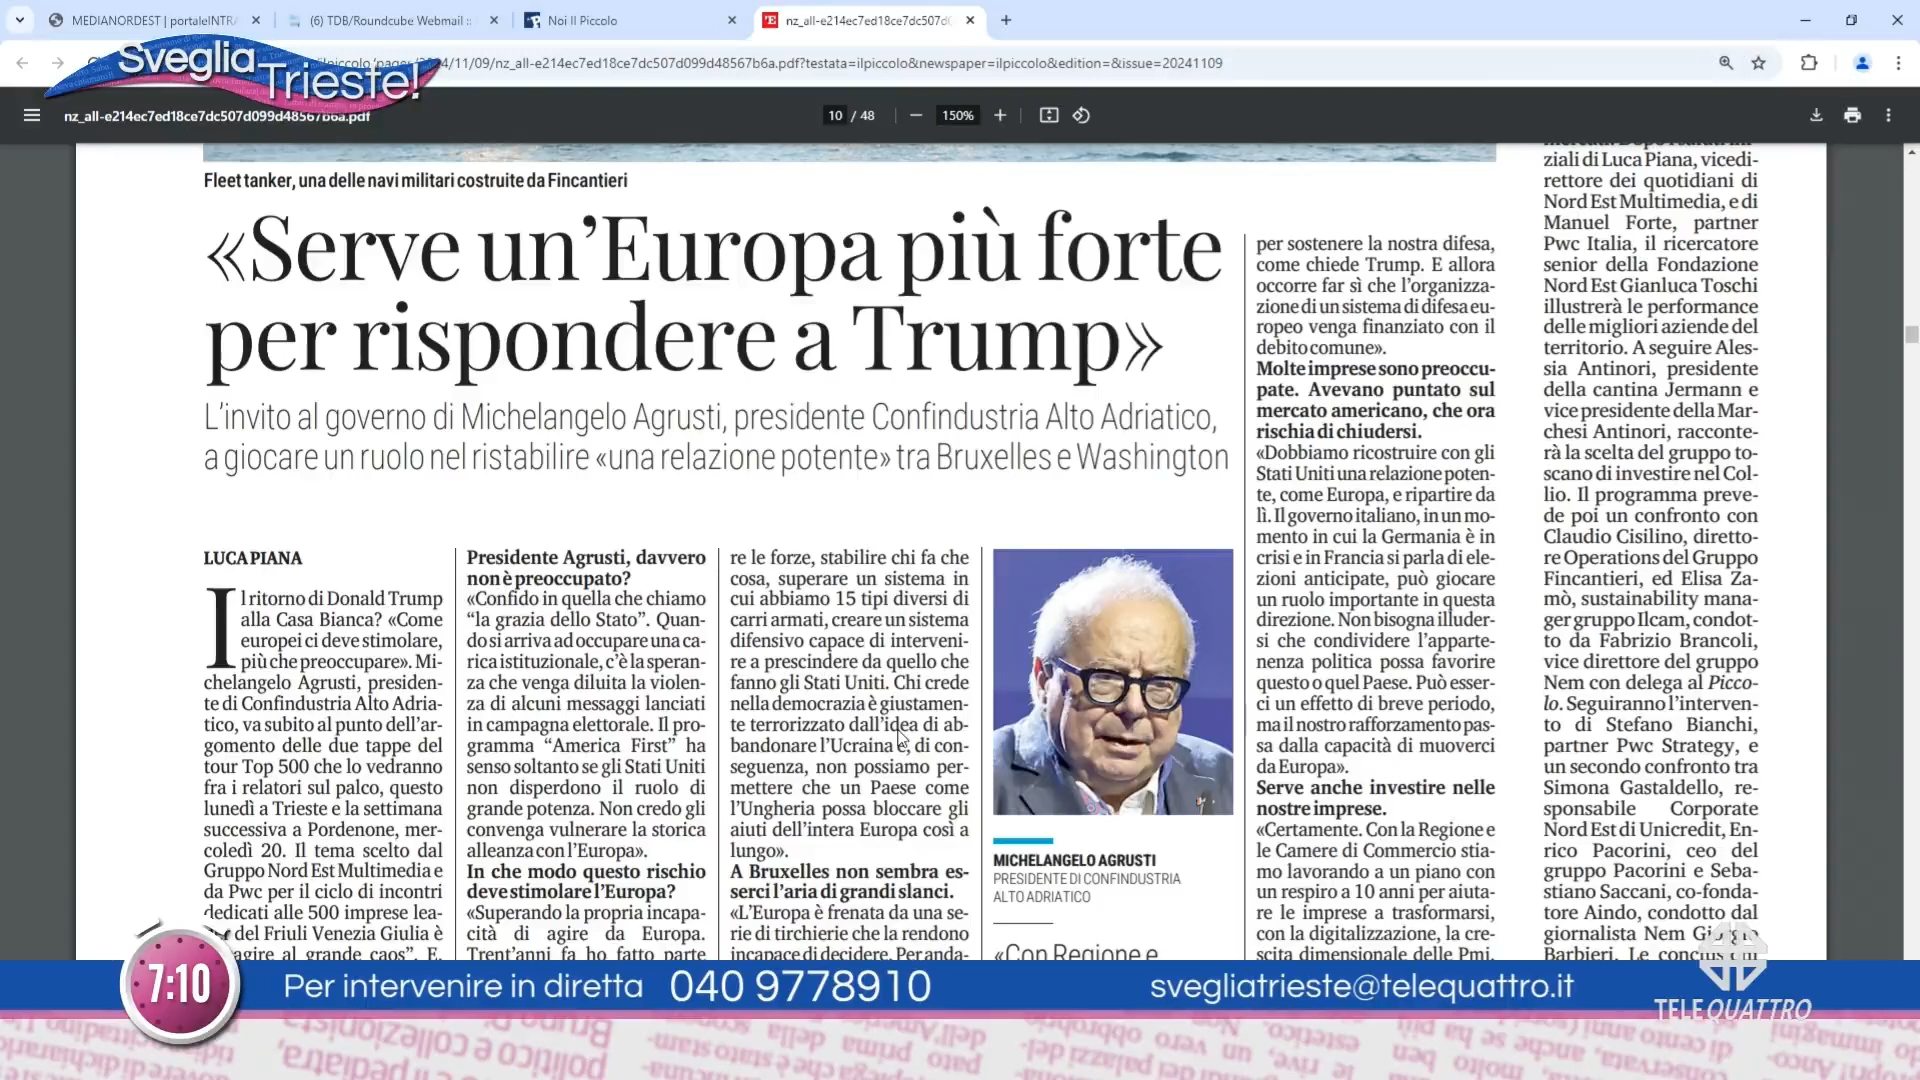 MEDIANORDEST | portaleINTRA
(6) TDB/Roundcube Webmail ::
Noi Il Piccolo
nz_all-e214ec7ed18ce7dc507d0
Sveglia
Trieste!
/11/09/nz_all-e214ec7ed18ce7dc507d099d48567b6a.pdf?testata=ilpiccolo&newspaper=ilpiccolo&edition=&issue=20241109
nz_all-e214ec7ed18ce7dc507d099d48567b6a.pdf
10 / 48
150%
Fleet tanker, una delle navi militari costruite da Fincantieri
«Serve un’Europa più forte
per rispondere a Trump»
L’invito al governo di Michelangelo Agrusti, presidente Confindustria Alto Adriatico,
a giocare un ruolo nel ristabilire «una relazione potente» tra Bruxelles e Washington
LUCA PIANA
Il ritorno di Donald Trump
alla Casa Bianca? «Come
europei ci deve stimolare,
più che preoccupare». Mi-
chelangelo Agrusti, presiden-
te di Confindustria Alto Adria-
tico, va subito al punto dell’ar-
gomento delle due tappe del
tour Top 500 che lo vedranno
fra i relatori sul palco, questo
lunedì a Trieste e la settimana
successiva a Pordenone, mer-
coledì 20. Il tema scelto dal
Gruppo Nord Est Multimedia e
da Pwc per il ciclo di incontri
dedicati alle 500 imprese lea-
del Friuli Venezia Giulia è
agire al grande caos”. E,
Presidente Agrusti, davvero
non è preoccupato?
«Confido in quella che chiamo
“la grazia dello Stato”. Quan-
do si arriva ad occupare una ca-
rica istituzionale, c’è la speran-
za che venga diluita la violen-
za di alcuni messaggi lanciati
in campagna elettorale. Il pro-
gramma “America First” ha
senso soltanto se gli Stati Uniti
non disperdono il ruolo di
grande potenza. Non credo gli
convenga vulnerare la storica
alleanza con l’Europa».
In che modo questo rischio
deve stimolare l’Europa?
«Superando la propria incapa-
cità di agire da Europa.
Trent’anni fa ho fatto parte
re le forze, stabilire chi fa che
cosa, superare un sistema in
cui abbiamo 15 tipi diversi di
carri armati, creare un sistema
difensivo capace di interveni-
re a prescindere da quello che
fanno gli Stati Uniti. Chi crede
nella democrazia è giustamen-
te terrorizzato dall’idea di ab-
bandonare l’Ucraina e, di con-
seguenza, non possiamo per-
mettere che un Paese come
l’Ungheria possa bloccare gli
aiuti dell’intera Europa così a
lungo».
A Bruxelles non sembra es-
serci l’aria di grandi slanci.
«L’Europa è frenata da una se-
rie di tirchierie che la rendono
incapace di decidere. Per anda-
MICHELANGELO AGRUSTI
PRESIDENTE DI CONFINDUSTRIA
ALTO ADRIATICO
«Con Regione e
per sostenere la nostra difesa,
come chiede Trump. E allora
occorre far sì che l’organizza-
zione di un sistema di difesa eu-
ropeo venga finanziato con il
debito comune».
Molte imprese sono preoccu-
pate. Avevano puntato sul
mercato americano, che ora
rischia di chiudersi.
«Dobbiamo ricostruire con gli
Stati Uniti una relazione poten-
te, come Europa, e ripartire da
lì. Il governo italiano, in un mo-
mento in cui la Germania è in
crisi e in Francia si parla di ele-
zioni anticipate, può giocare
un ruolo importante in questa
direzione. Non bisogna illuder-
si che condividere l’apparte-
nenza politica possa favorire
questo o quel Paese. Può esser-
ci un effetto di breve periodo,
ma il nostro rafforzamento pas-
sa dalla capacità di muoverci
da Europa».
Serve anche investire nelle
nostre imprese.
«Certamente. Con la Regione e
le Camere di Commercio stia-
mo lavorando a un piano con
un respiro a 10 anni per aiuta-
re le imprese a trasformarsi,
con la digitalizzazione, la cre-
scita dimensionale delle Pmi,
ziali di Luca Piana, vicedi-
rettore dei quotidiani di
Nord Est Multimedia, e di
Manuel Forte, partner
Pwc Italia, il ricercatore
senior della Fondazione
Nord Est Gianluca Toschi
illustrerà le performance
delle migliori aziende del
territorio. A seguire Ales-
sia Antinori, presidente
della cantina Jermann e
vice presidente della Mar-
chesi Antinori, racconte-
rà la scelta del gruppo to-
scano di investire nel Col-
lio. Il programma preve-
de poi un confronto con
Claudio Cisilino, diretto-
re Operations del Gruppo
Fincantieri, ed Elisa Za-
mò, sustainability mana-
ger gruppo Ilcam, condot-
to da Fabrizio Brancoli,
vice direttore del gruppo
Nem con delega al Picco-
lo. Seguiranno l’interven-
to di Stefano Bianchi,
partner Pwc Strategy, e
un secondo confronto tra
Simona Gastaldello, re-
sponsabile Corporate
Nord Est di Unicredit, En-
rico Pacorini, ceo del
gruppo Pacorini e Seba-
stiano Saccani, co-fonda-
tore Aindo, condotto dal
giornalista Nem Giorgio
Barbieri. Le conclusioni
7:10
Per intervenire in diretta 040 9778910
svegliatrieste@telequattro.it
TELEQUATTRO